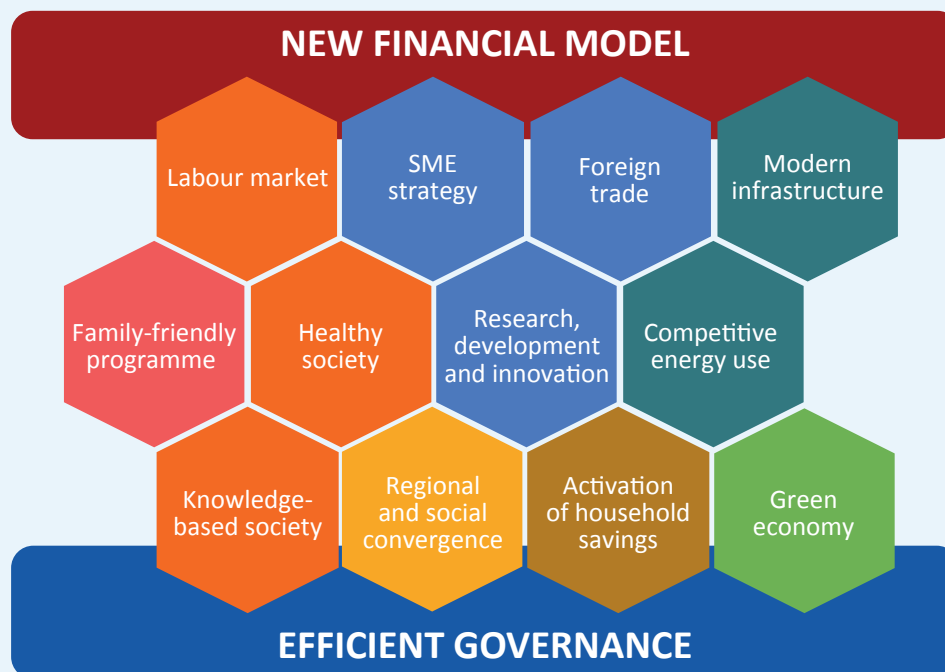 NEW FINANCIAL MODEL
Labour market
SME
strategy
Foreign
trade
Modern
infrastructure
Family-friendly
programme
Healthy
society
Research,
development
and innovation
Competitive
energy use
Knowledge-
based society
Regional
and social
convergence
Activation
of household
savings
Green
economy
EFFICIENT GOVERNANCE